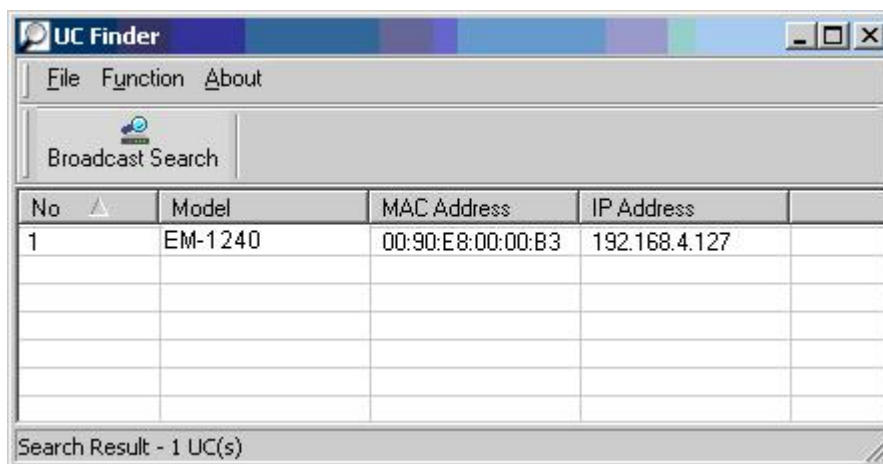 UC Finder
File Function About
Broadcast Search
No Model MAC Address IP Address
1 EM-1240 00:90:E8:00:00:B3 192.168.4.127
Search Result - 1 UC(s)